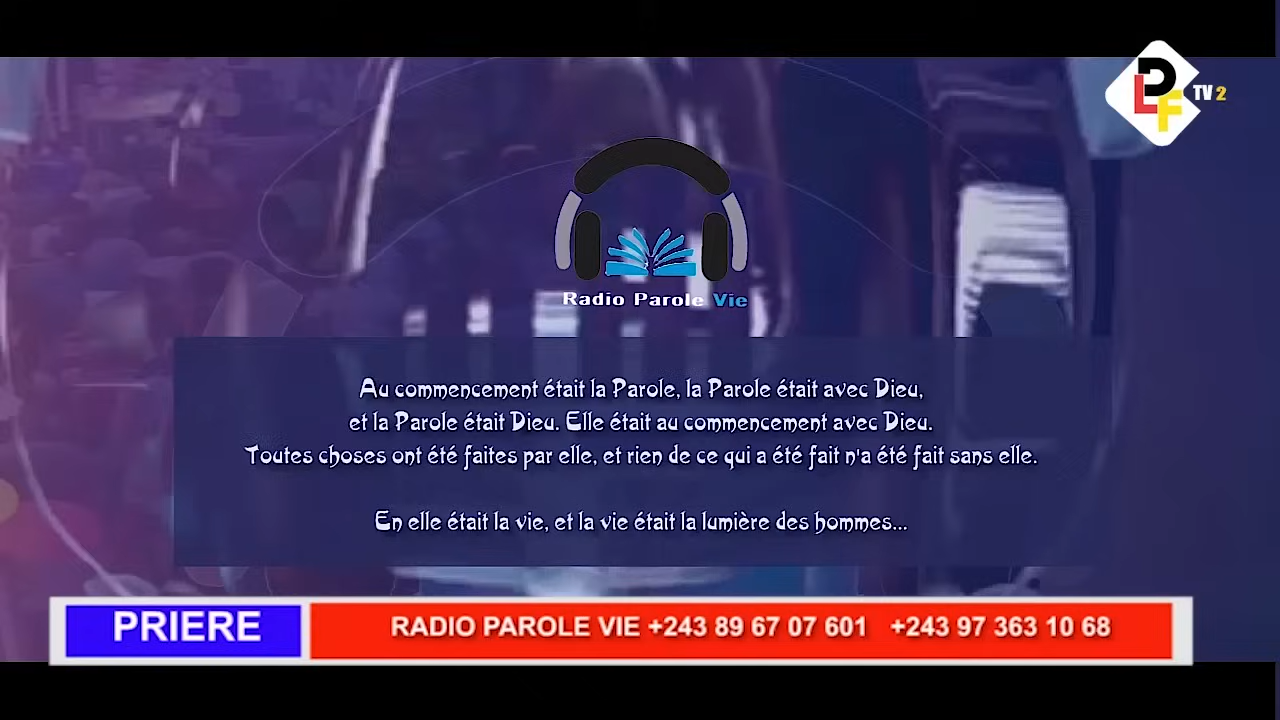 LDF TV 2
Radio Parole Vie
Au commencement était la Parole, la Parole était avec Dieu,
et la Parole était Dieu. Elle était au commencement avec Dieu.
Toutes choses ont été faites par elle, et rien de ce qui a été fait n'a été fait sans elle.
En elle était la vie, et la vie était la lumière des hommes...
PRIERE
RADIO PAROLE VIE +243 89 67 07 601 +243 97 363 10 68